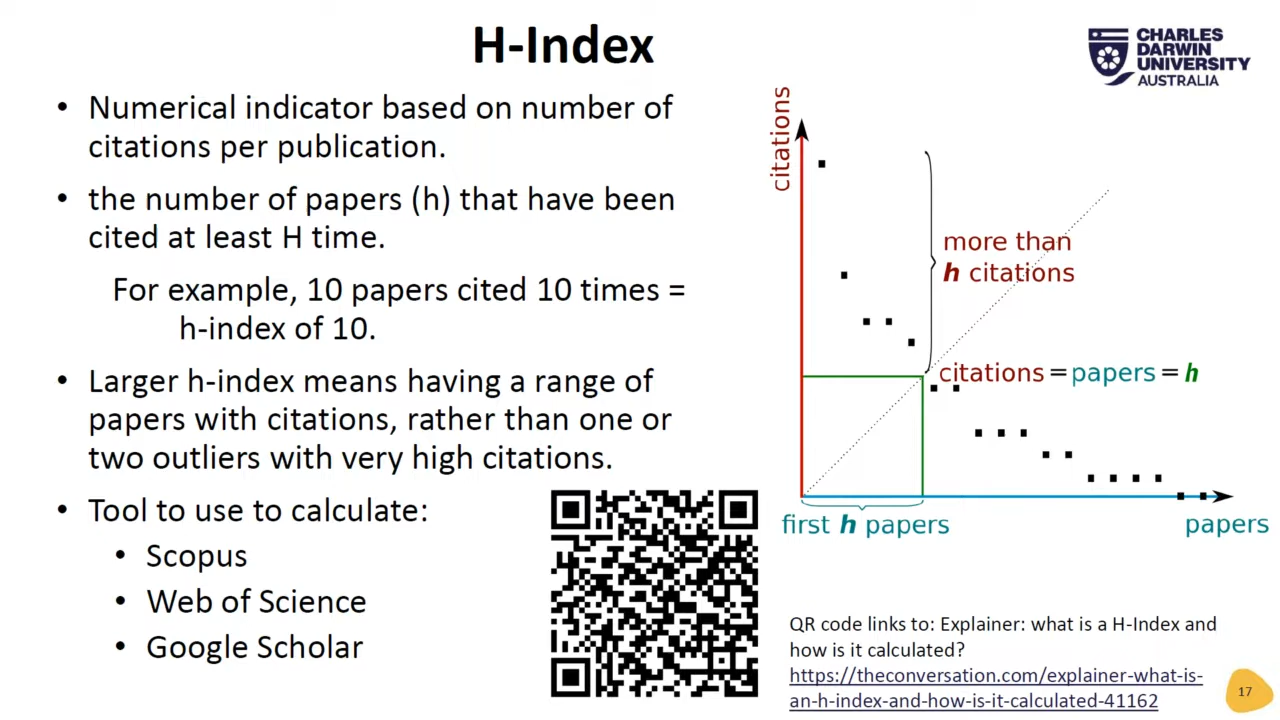 H-Index
CHARLES
DARWIN
UNIVERSITY
AUSTRALIA
• Numerical indicator based on number of
citations per publication.
• the number of papers (h) that have been
cited at least H time.
For example, 10 papers cited 10 times =
h-index of 10.
• Larger h-index means having a range of
papers with citations, rather than one or
two outliers with very high citations.
• Tool to use to calculate:
• Scopus
• Web of Science
• Google Scholar
citations
more than
h citations
citations = papers = h
first h papers
papers
QR code links to: Explainer: what is a H-Index and
how is it calculated?
https://theconversation.com/explainer-what-is-
an-h-index-and-how-is-it-calculated-41162
17